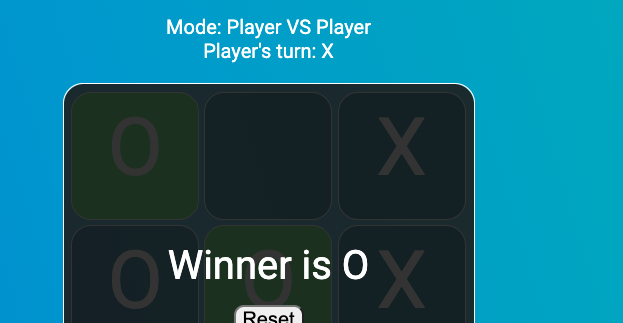 Mode: Player VS Player
Player's turn: X
O X
O O X
Winner is O
Reset